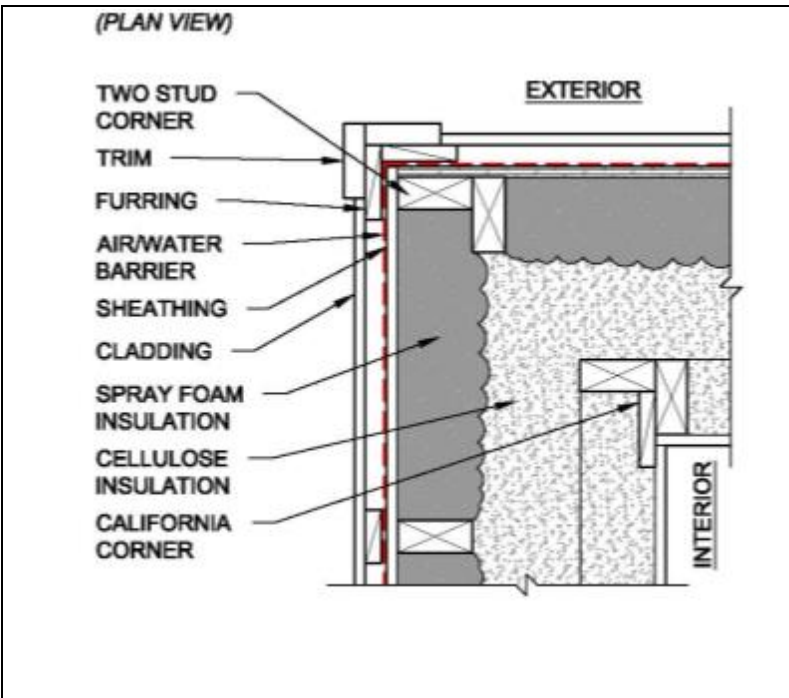 (PLAN VIEW)
EXTERIOR
TWO STUD
CORNER
TRIM
FURRING
AIR/WATER
BARRIER
SHEATHING
CLADDING
SPRAY FOAM
INSULATION
CELLULOSE
INSULATION
CALIFORNIA
CORNER
INTERIOR